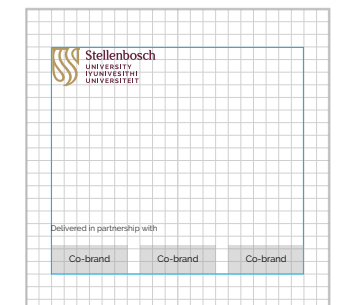 Stellenbosch
UNIVERSITY
IYUNIVESITHI
UNIVERSITEIT
Delivered in partnership with
Co-brand Co-brand Co-brand